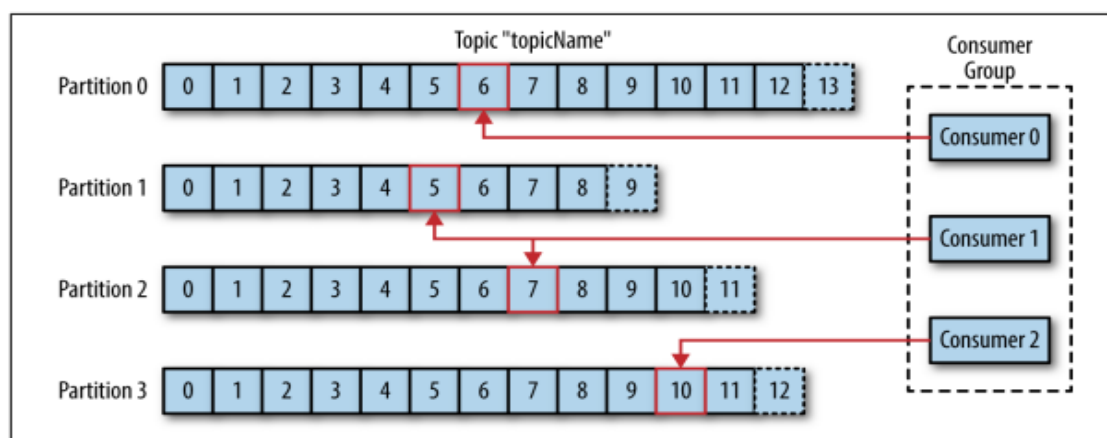 Topic "topicName"
Consumer
Group
Partition 0 0 1 2 3 4 5 6 7 8 9 10 11 12 13
Consumer 0
Partition 1 0 1 2 3 4 5 6 7 8 9
Consumer 1
Partition 2 0 1 2 3 4 5 6 7 8 9 10 11
Consumer 2
Partition 3 0 1 2 3 4 5 6 7 8 9 10 11 12